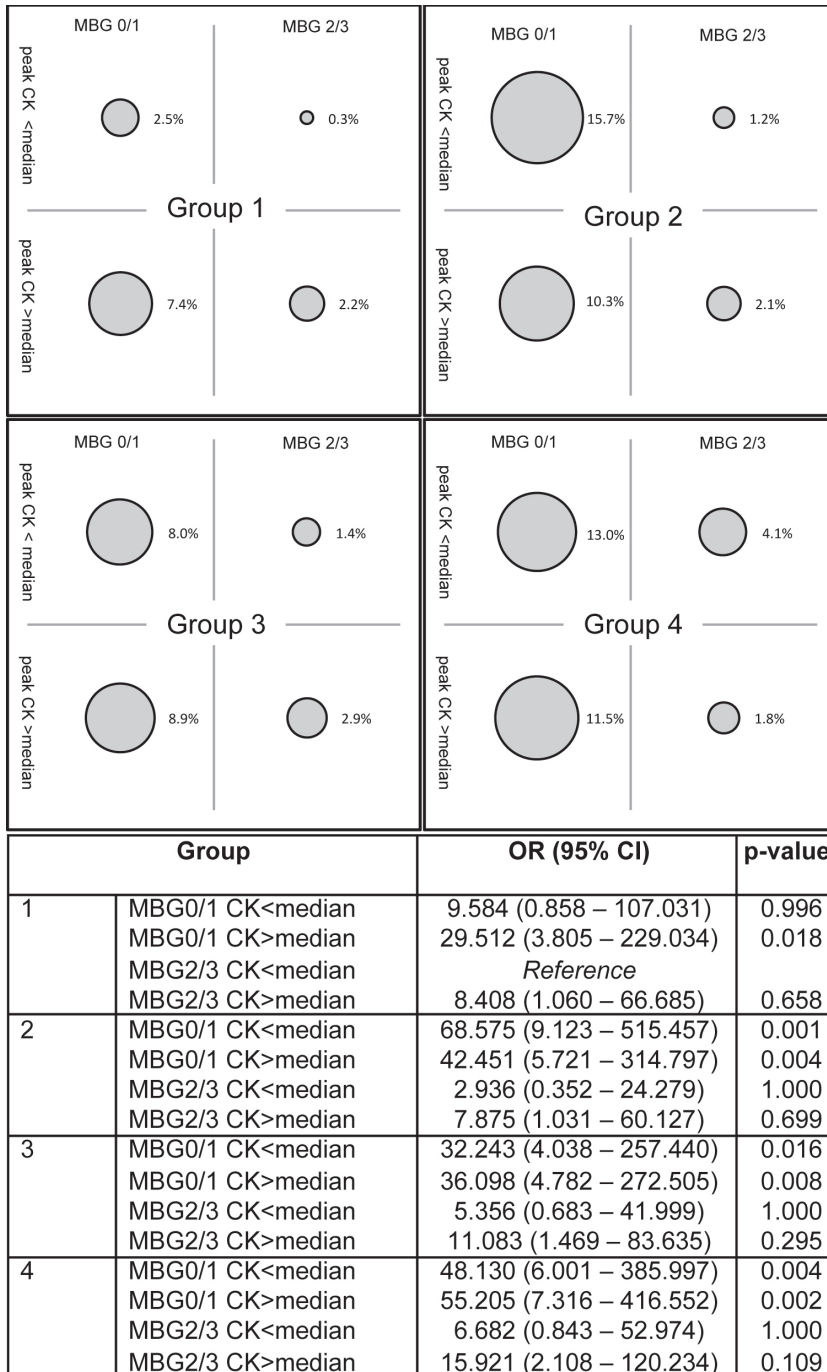 MBG 0/1 MBG 2/3
peak CK <median
2.5% 0.3%
Group 1
peak CK >median
7.4% 2.2%
MBG 0/1 MBG 2/3
peak CK <median
15.7% 1.2%
Group 2
peak CK >median
10.3% 2.1%
MBG 0/1 MBG 2/3
peak CK < median
8.0% 1.4%
Group 3
peak CK >median
8.9% 2.9%
MBG 0/1 MBG 2/3
peak CK <median
13.0% 4.1%
Group 4
peak CK >median
11.5% 1.8%
Group OR (95% CI) p-value
1 MBG0/1 CK<median 9.584 (0.858 – 107.031) 0.996
MBG0/1 CK>median 29.512 (3.805 – 229.034) 0.018
MBG2/3 CK<median Reference
MBG2/3 CK>median 8.408 (1.060 – 66.685) 0.658
2 MBG0/1 CK<median 68.575 (9.123 – 515.457) 0.001
MBG0/1 CK>median 42.451 (5.721 – 314.797) 0.004
MBG2/3 CK<median 2.936 (0.352 – 24.279) 1.000
MBG2/3 CK>median 7.875 (1.031 – 60.127) 0.699
3 MBG0/1 CK<median 32.243 (4.038 – 257.440) 0.016
MBG0/1 CK>median 36.098 (4.782 – 272.505) 0.008
MBG2/3 CK<median 5.356 (0.683 – 41.999) 1.000
MBG2/3 CK>median 11.083 (1.469 – 83.635) 0.295
4 MBG0/1 CK<median 48.130 (6.001 – 385.997) 0.004
MBG0/1 CK>median 55.205 (7.316 – 416.552) 0.002
MBG2/3 CK<median 6.682 (0.843 – 52.974) 1.000
MBG2/3 CK>median 15.921 (2.108 – 120.234) 0.109